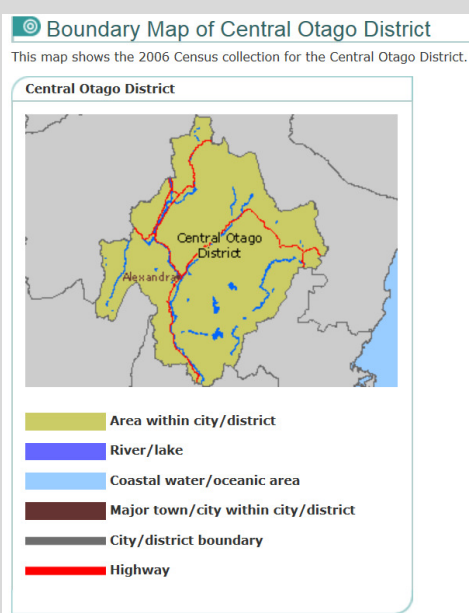 Boundary Map of Central Otago District
This map shows the 2006 Census collection for the Central Otago District.
Central Otago District
Central Otago
District
Alexandra
Area within city/district
River/lake
Coastal water/oceanic area
Major town/city within city/district
City/district boundary
Highway